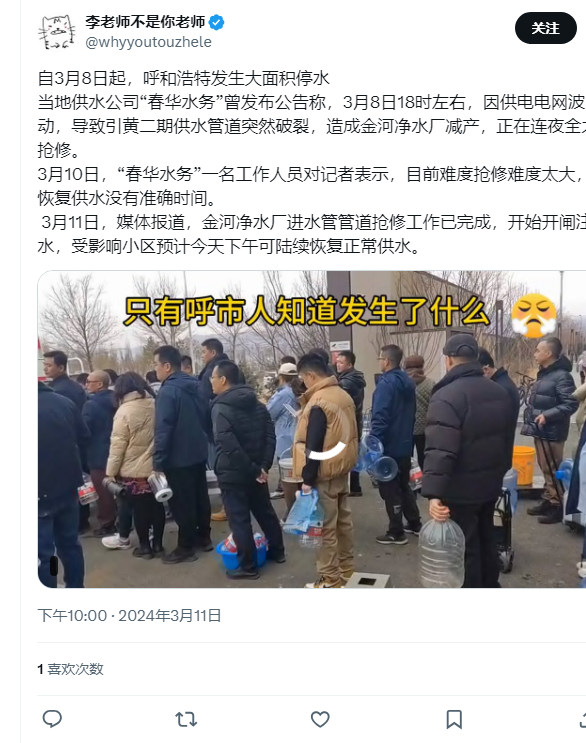 李老师不是你老师
@whyyoutouzhele
关注
自3月8日起，呼和浩特发生大面积停水
当地供水公司“春华水务”曾发布公告称，3月8日18时左右，因供电电网波
动，导致引黄二期供水管道突然破裂，造成金河净水厂减产，正在连夜全
抢修。
3月10日，“春华水务”一名工作人员对记者表示，目前难度抢修难度太大，
恢复供水没有准确时间。
3月11日，媒体报道，金河净水厂进水管管道抢修工作已完成，开始开闸注
水，受影响小区预计今天下午可陆续恢复正常供水。
只有呼市人知道发生了什么
下午10:00 · 2024年3月11日
1 喜欢次数